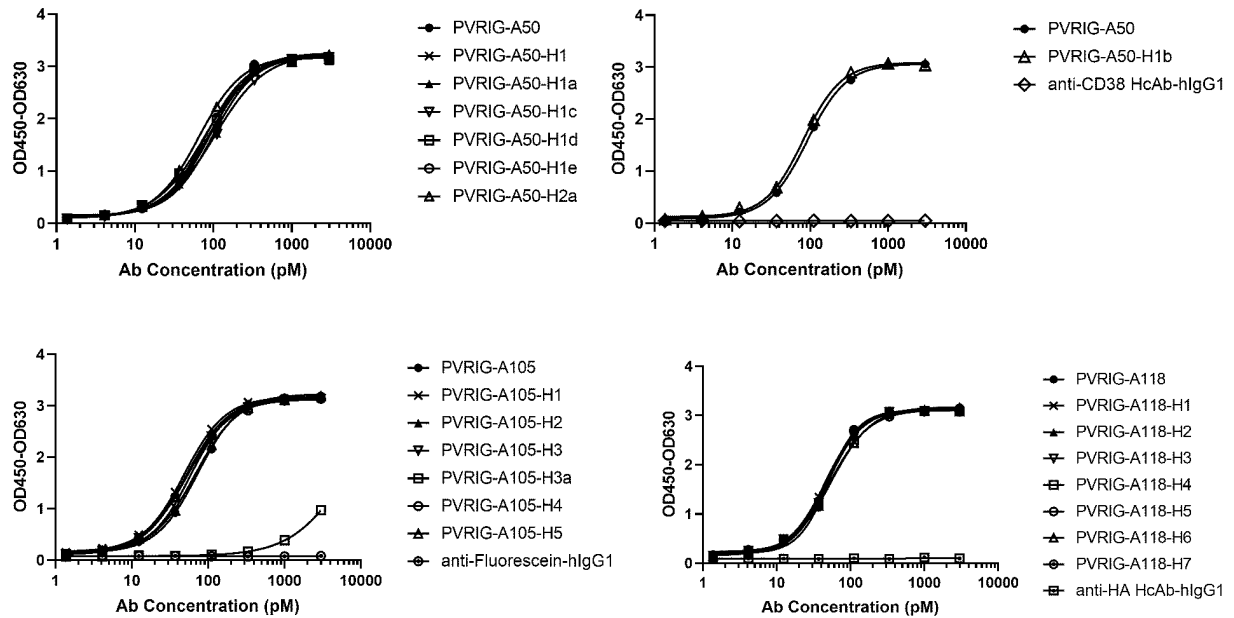 4
3
2
1
0
OD450-OD630
1 10 100 1000 10000
Ab Concentration (pM)
PVRIG-A50
PVRIG-A50-H1
PVRIG-A50-H1a
PVRIG-A50-H1c
PVRIG-A50-H1d
PVRIG-A50-H1e
PVRIG-A50-H2a
4
3
2
1
0
OD450-OD630
1 10 100 1000 10000
Ab Concentration (pM)
PVRIG-A50
PVRIG-A50-H1b
anti-CD38 HcAb-hIgG1
4
3
2
1
0
OD450-OD630
1 10 100 1000 10000
Ab Concentration (pM)
PVRIG-A105
PVRIG-A105-H1
PVRIG-A105-H2
PVRIG-A105-H3
PVRIG-A105-H3a
PVRIG-A105-H4
PVRIG-A105-H5
anti-Fluorescein-hIgG1
4
3
2
1
0
OD450-OD630
1 10 100 1000 10000
Ab Concentration (pM)
PVRIG-A118
PVRIG-A118-H1
PVRIG-A118-H2
PVRIG-A118-H3
PVRIG-A118-H4
PVRIG-A118-H5
PVRIG-A118-H6
PVRIG-A118-H7
anti-HA HcAb-hIgG1